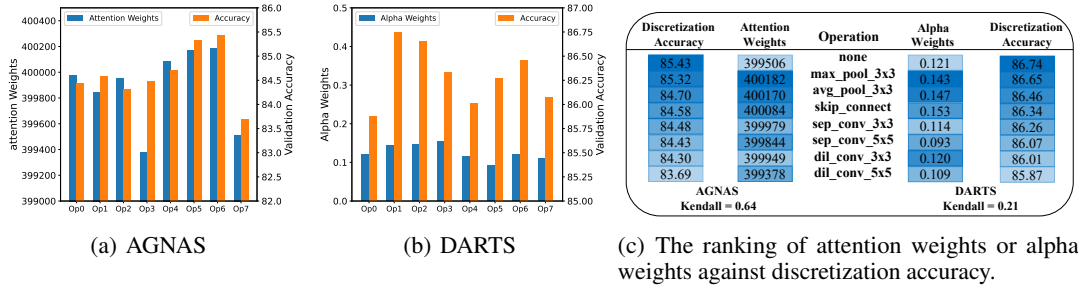 Attention Weights
Accuracy
attention Weights
400400
400200
400000
399800
399600
399400
399200
399000
86.0
85.5
85.0
84.5
84.0
83.5
83.0
82.5
82.0
Validation Accuracy
Op0 Op1 Op2 Op3 Op4 Op5 Op6 Op7
(a) AGNAS
Alpha Weights
Accuracy
Alpha Weights
0.5
0.4
0.3
0.2
0.1
0.0
87.00
86.75
86.50
86.25
86.00
85.75
85.50
85.25
85.00
Validation Accuracy
Op0 Op1 Op2 Op3 Op4 Op5 Op6 Op7
(b) DARTS
Discretization Accuracy Attention Weights Operation Alpha Weights Discretization Accuracy
85.43 399506 none 0.121 86.74
85.32 400182 max_pool_3x3 0.143 86.65
84.70 400170 avg_pool_3x3 0.147 86.46
84.58 400084 skip_connect 0.153 86.34
84.48 399979 sep_conv_3x3 0.114 86.26
84.43 399844 sep_conv_5x5 0.093 86.07
84.30 399949 dil_conv_3x3 0.120 86.01
83.69 399378 dil_conv_5x5 0.109 85.87
AGNAS DARTS
Kendall = 0.64 Kendall = 0.21
(c) The ranking of attention weights or alpha
weights against discretization accuracy.